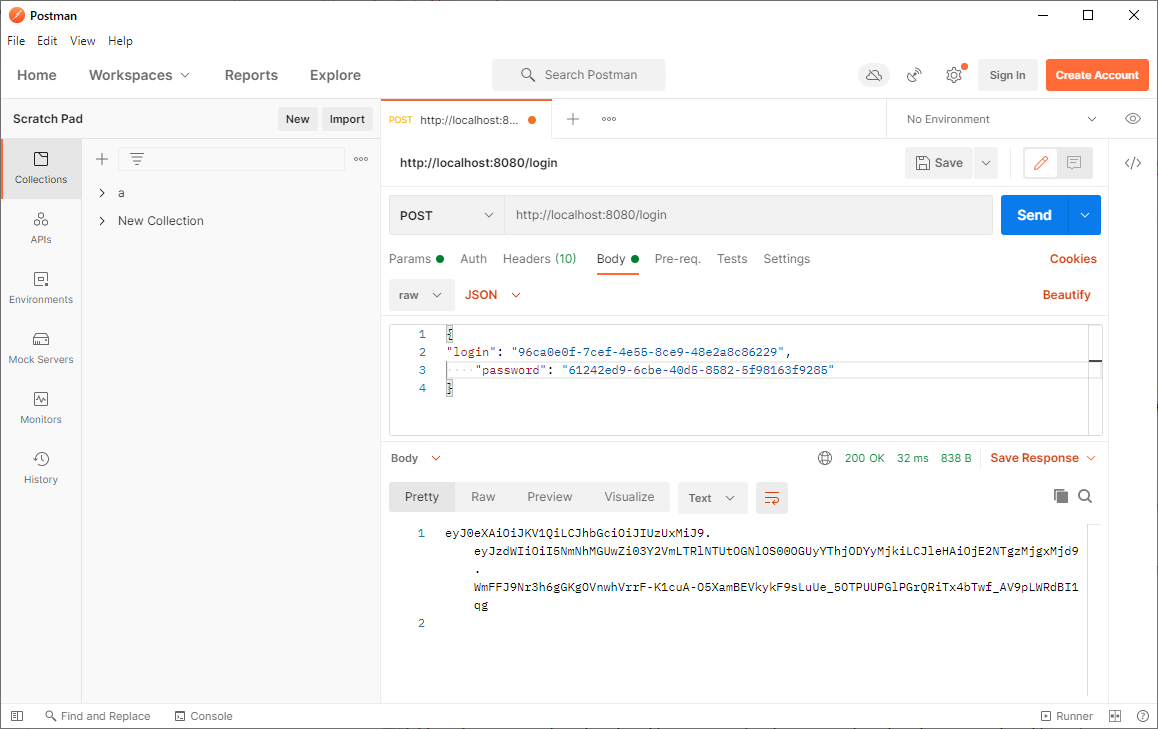 Postman
File Edit View Help
Home Workspaces Reports Explore Search Postman Sign In Create Account
Scratch Pad New Import POST http://localhost:8... No Environment
Collections
APIs
Environments
Mock Servers
Monitors
History
a
New Collection
http://localhost:8080/login Save
POST http://localhost:8080/login Send
Params Auth Headers (10) Body Pre-req. Tests Settings Cookies
raw JSON Beautify
1 {
2 "login": "96ca0e0f-7cef-4e55-8ce9-48e2a8c86229",
3 "password": "61242ed9-6cbe-40d5-8582-5f98163f9285"
4 }
Body 200 OK 32 ms 838 B Save Response
Pretty Raw Preview Visualize Text
1 eyJ0eXAiOiJKV1QiLCJhbGciOiJIUzUxMiJ9.
eyJzdWIiOiI5NmNhMGUwZi03Y2VmLTRlNTUtOGNlOS00OGUyYThjODYyMjkiLCJleHAiOjE2NTgzMjgxMjd9
.
WmFFJ9Nr3h6gGKgOVnwhVrrF-K1cuA-O5XamBEVkykF9sLuUe_5OTPUUPGlPGrQRiTx4bTwf_AV9pLWRdBI1
qg
2
Find and Replace Console Runner